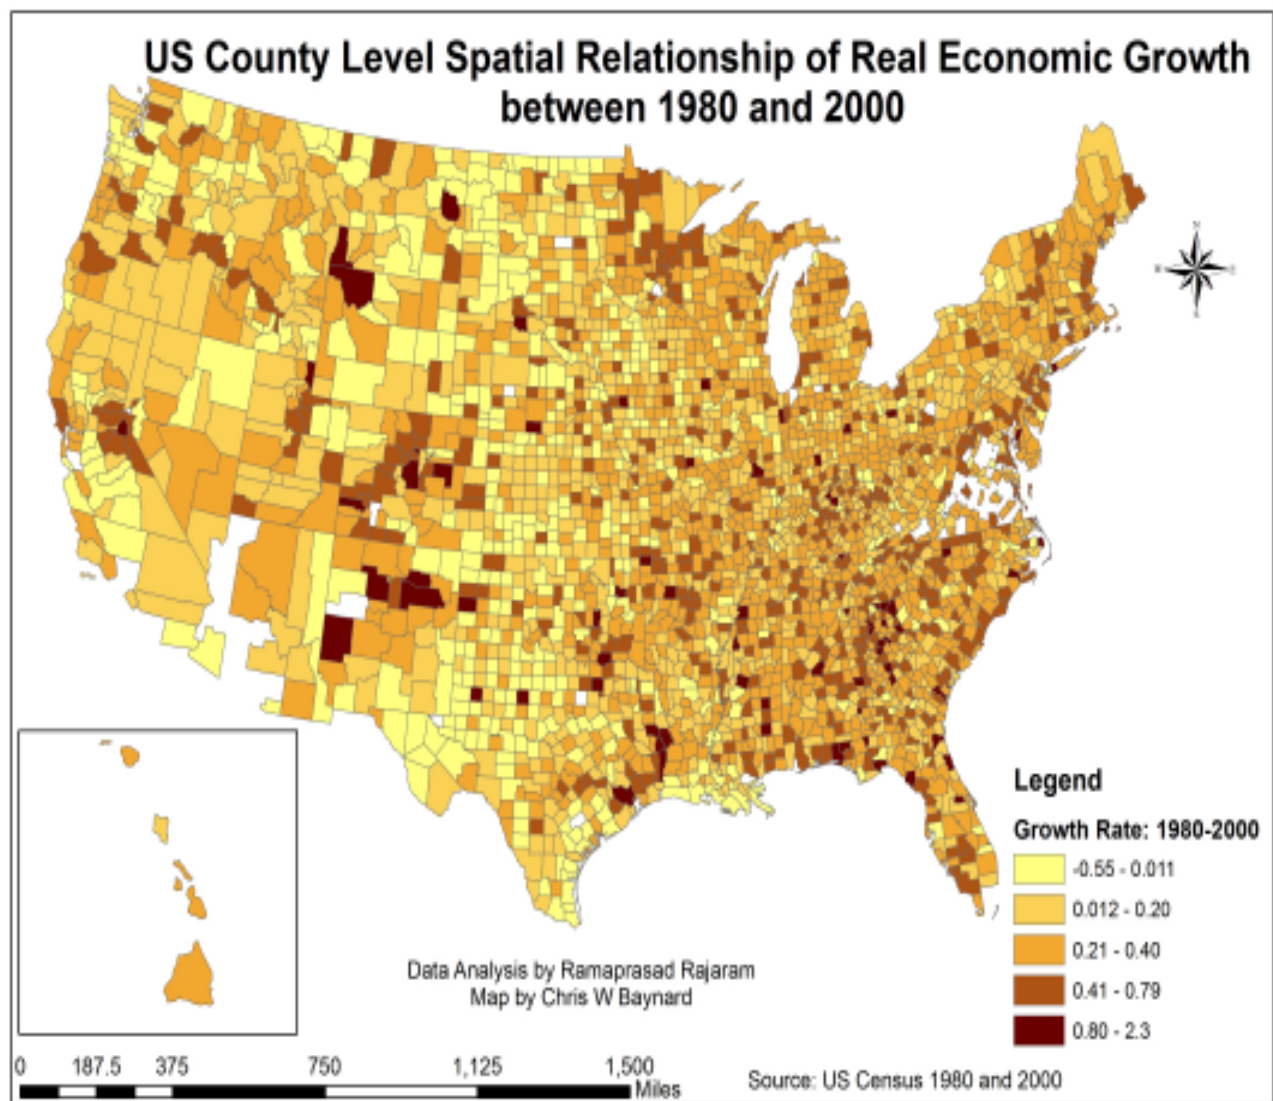 US County Level Spatial Relationship of Real Economic Growth
between 1980 and 2000
N
Legend
Growth Rate: 1980-2000
-0.55 - 0.011
0.012 - 0.20
0.21 - 0.40
0.41 - 0.79
0.80 - 2.3
Data Analysis by Ramaprasad Rajaram
Map by Chris W Baynard
0 187.5 375 750 1,125 1,500
Miles
Source: US Census 1980 and 2000